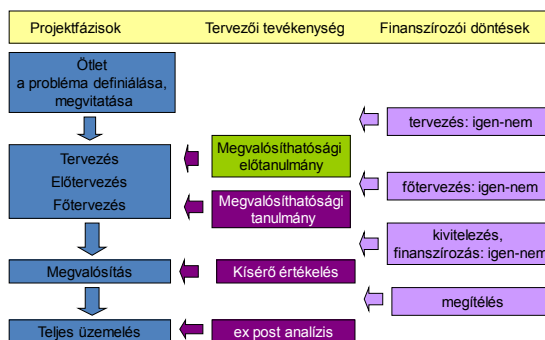 Projektfázisok
Tervezői tevékenység
Finanszírozói döntések
Ötlet
a probléma definiálása,
megvitatása
tervezés: igen-nem
Megvalósíthatósági
előtanulmány
Tervezés
Előtervezés
Főtervezés
főtervezés: igen-nem
Megvalósíthatósági
tanulmány
kivitelezés,
finanszírozás: igen-nem
Megvalósítás
Kísérő értékelés
megítélés
Teljes üzemelés
ex post analízis